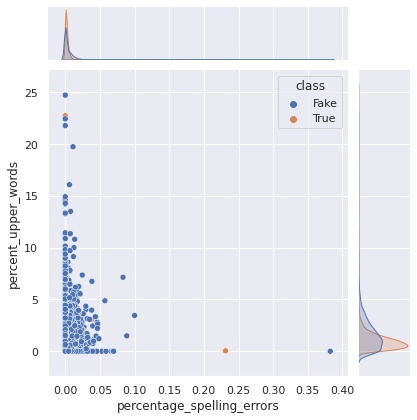 class
Fake
True
25
20
15
10
5
0
percent_upper_words
0.00 0.05 0.10 0.15 0.20 0.25 0.30 0.35 0.40
percentage_spelling_errors